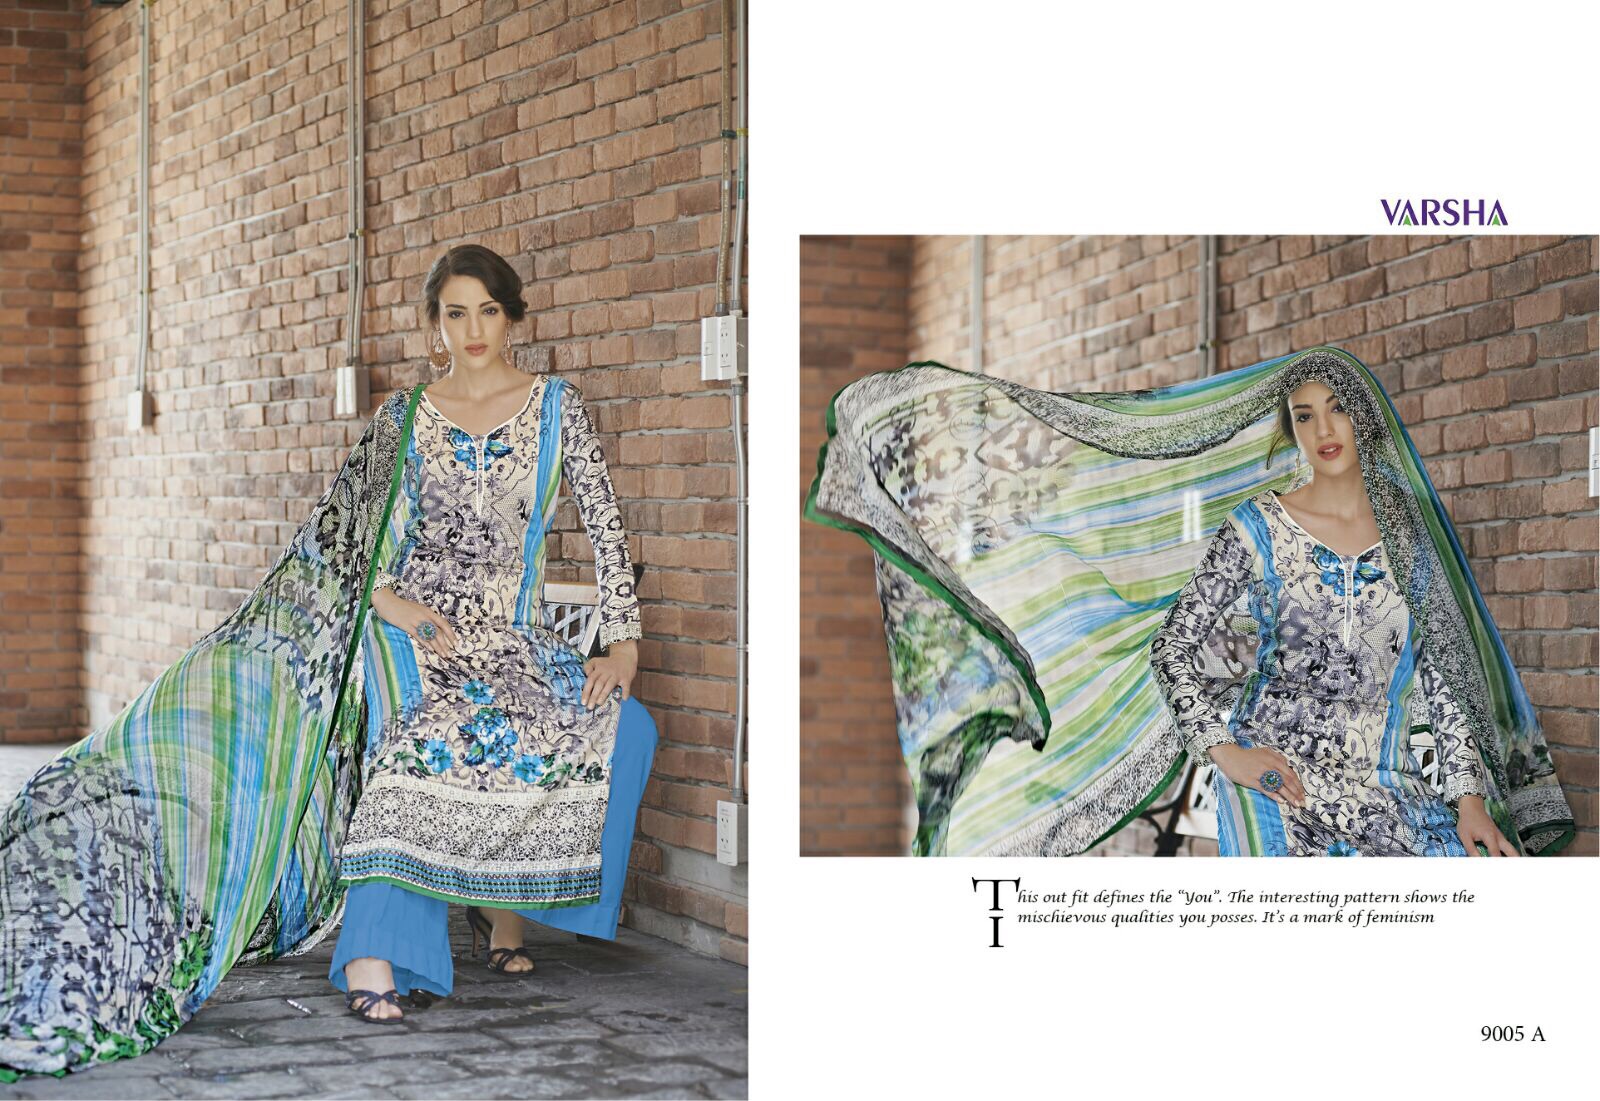 VARSHA
This out fit defines the “You”. The interesting pattern shows the
I mischievous qualities you posses. It’s a mark of feminism
9005 A